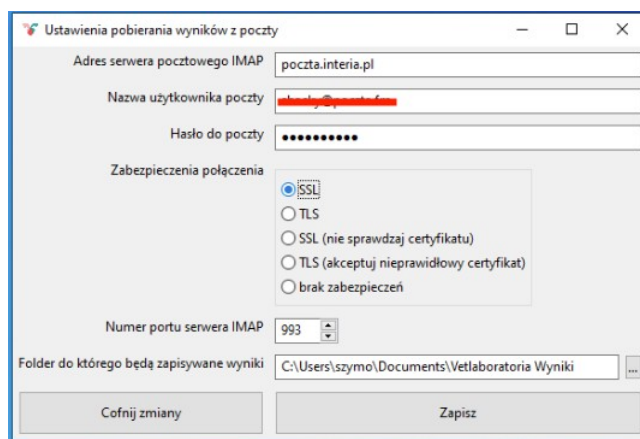 Ustawienia pobierania wyników z poczty
Adres serwera pocztowego IMAP poczta.interia.pl
Nazwa użytkownika poczty
Hasło do poczty ●●●●●●●●●●
Zabezpieczenia połączenia
SSL
TLS
SSL (nie sprawdzaj certyfikatu)
TLS (akceptuj nieprawidłowy certyfikat)
brak zabezpieczeń
Numer portu serwera IMAP 993
Folder do którego będą zapisywane wyniki C:\Users\szymo\Documents\Vetlaboratoria Wyniki ...
Cofnij zmiany Zapisz